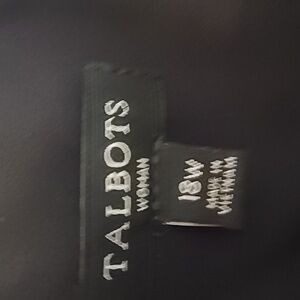 TALBOTS
WOMAN
18W
MADE IN
VIETNAM